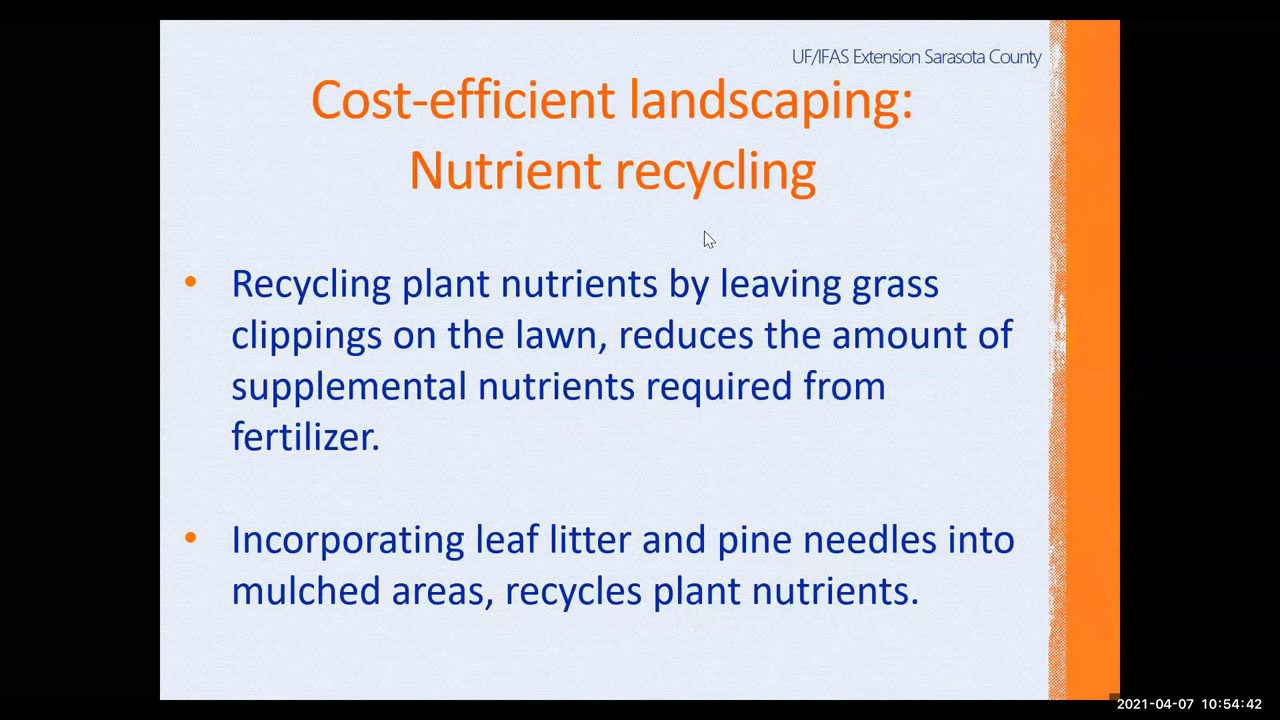 UF/IFAS Extension Sarasota County
Cost-efficient landscaping:
Nutrient recycling
• Recycling plant nutrients by leaving grass
clippings on the lawn, reduces the amount of
supplemental nutrients required from
fertilizer.
• Incorporating leaf litter and pine needles into
mulched areas, recycles plant nutrients.
2021-04-07 10:54:42